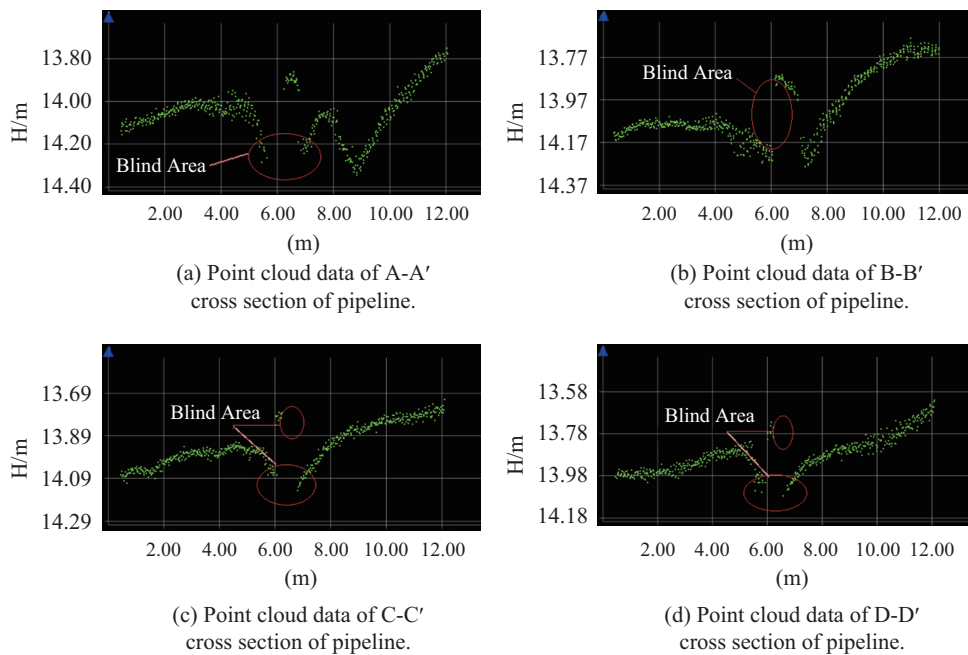 H/m
13.80
14.00
14.20
14.40
Blind Area
2.00 4.00 6.00 8.00 10.00 12.00
(m)
(a) Point cloud data of A-A′
cross section of pipeline.
H/m
13.77
13.97
14.17
14.37
Blind Area
2.00 4.00 6.00 8.00 10.00 12.00
(m)
(b) Point cloud data of B-B′
cross section of pipeline.
H/m
13.69
13.89
14.09
14.29
Blind Area
2.00 4.00 6.00 8.00 10.00 12.00
(m)
(c) Point cloud data of C-C′
cross section of pipeline.
H/m
13.58
13.78
13.98
14.18
Blind Area
2.00 4.00 6.00 8.00 10.00 12.00
(m)
(d) Point cloud data of D-D′
cross section of pipeline.